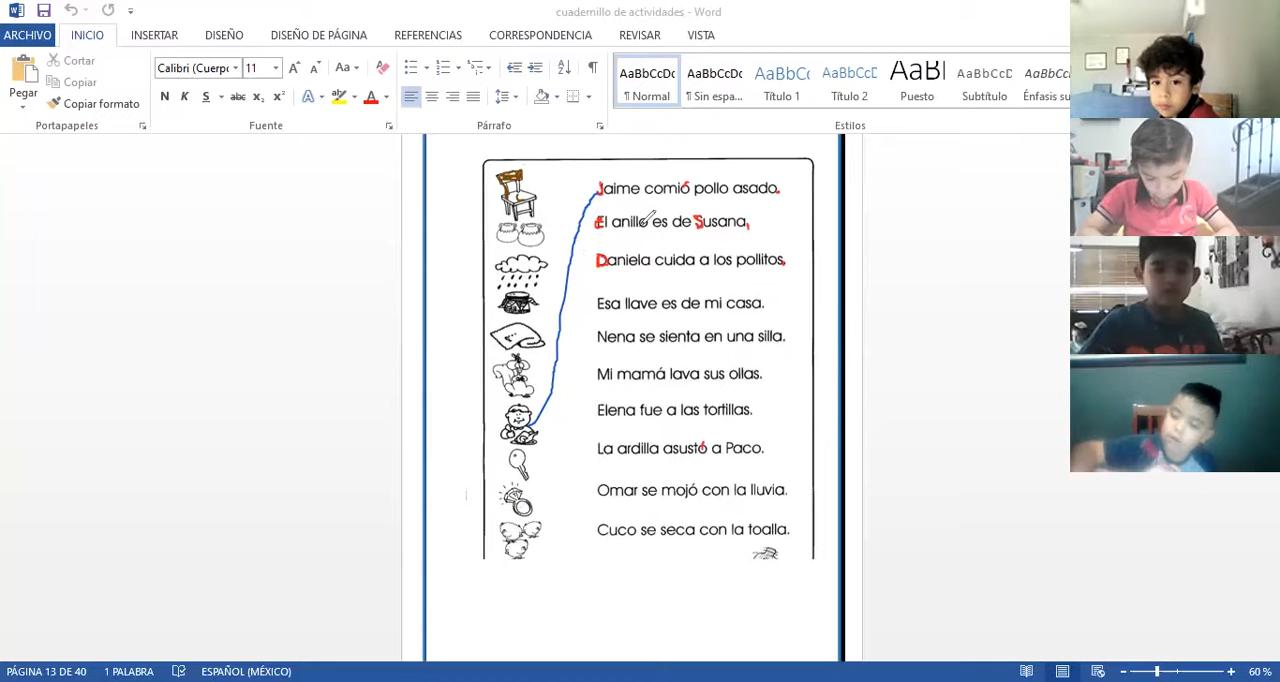 cuadernillo de actividades - Word
ARCHIVO INICIO INSERTAR DISEÑO DISEÑO DE PÁGINA REFERENCIAS CORRESPONDENCIA REVISAR VISTA
Cortar
Copiar
Copiar formato
Pegar
Calibri (Cuerpo 11
N K S abc x₂ x²
AaBbCcDc AaBbCcDc AaBbCc AaBbCcD AaBl AaBbCcD AaBbCcD
¶ Normal ¶ Sin espa... Título 1 Título 2 Puesto Subtítulo Énfasis su
Portapapeles Fuente Párrafo Estilos
Jaime comió pollo asado.
El anillo es de Susana,
Daniela cuida a los pollitos.
Esa llave es de mi casa.
Nena se sienta en una silla.
Mi mamá lava sus ollas.
Elena fue a las tortillas.
La ardilla asustó a Paco.
Omar se mojó con la lluvia.
Cuco se seca con la toalla.
PÁGINA 13 DE 40 1 PALABRA ESPAÑOL (MÉXICO) 60 %